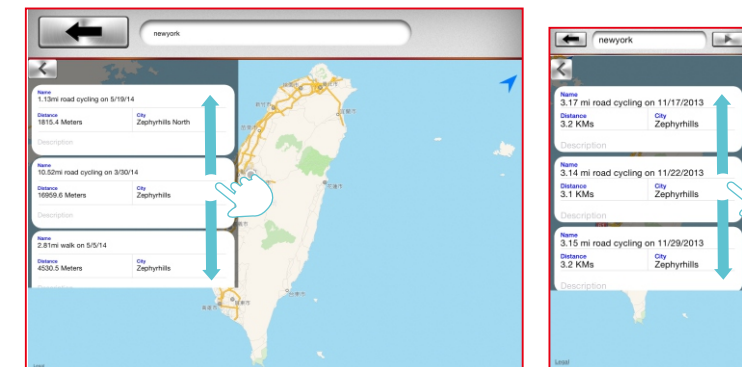 newyork
Name
1.13mi road cycling on 5/19/14
Distance City
1815.4 Meters Zephyrhills North
Description
Name
10.52mi road cycling on 3/30/14
Distance City
16959.6 Meters Zephyrhills
Description
Name
2.81mi walk on 5/5/14
Distance City
4530.5 Meters Zephyrhills
newyork
Name
3.17 mi road cycling on 11/17/2013
Distance City
3.2 KMs Zephyrhills
Description
Name
3.14 mi road cycling on 11/22/2013
Distance City
3.1 KMs Zephyrhills
Description
Name
3.15 mi road cycling on 11/29/2013
Distance City
3.2 KMs Zephyrhills
Description
Legal